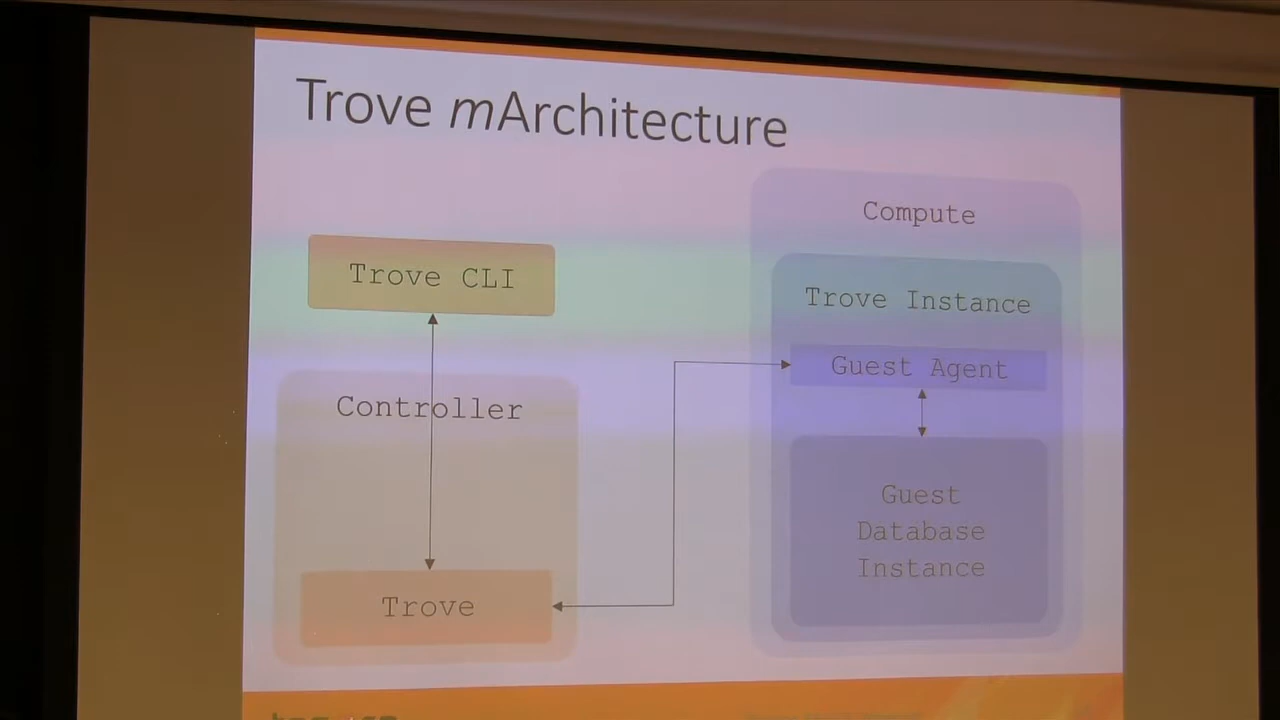 Trove mArchitecture
Compute
Trove CLI
Trove Instance
Guest Agent
Controller
Guest
Database
Instance
Trove